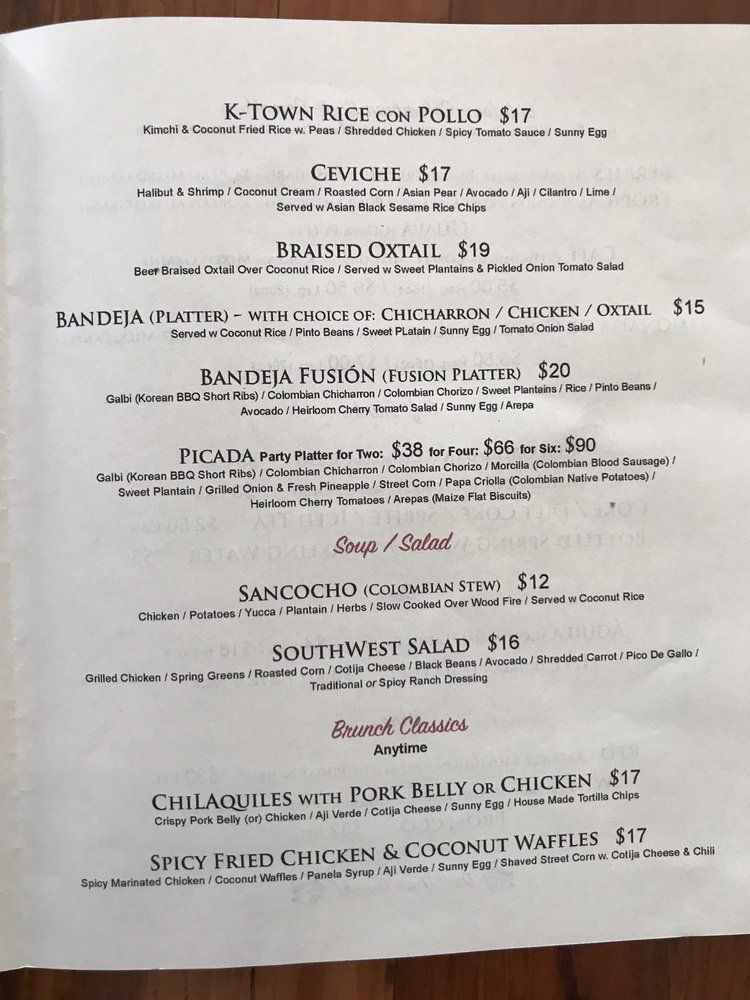 K-Town Rice con Pollo $17
Kimchi & Coconut Fried Rice w. Peas / Shredded Chicken / Spicy Tomato Sauce / Sunny Egg
Ceviche $17
Halibut & Shrimp / Coconut Cream / Roasted Corn / Asian Pear / Avocado / Aji / Cilantro / Lime /
Served w Asian Black Sesame Rice Chips
Braised Oxtail $19
Beer Braised Oxtail Over Coconut Rice / Served w Sweet Plantains & Pickled Onion Tomato Salad
Bandeja (Platter) – with choice of: Chicharron / Chicken / Oxtail $15
Served w Coconut Rice / Pinto Beans / Sweet PLatain / Sunny Egg / Tomato Onion Salad
Bandeja Fusión (Fusion Platter) $20
Galbi (Korean BBQ Short Ribs) / Colombian Chicharron / Colombian Chorizo / Sweet Plantains / Rice / Pinto Beans /
Avocado / Heirloom Cherry Tomato Salad / Sunny Egg / Arepa
Picada Party Platter for Two: $38 for Four: $66 for Six: $90
Galbi (Korean BBQ Short Ribs) / Colombian Chicharron / Colombian Chorizo / Morcilla (Colombian Blood Sausage) /
Sweet Plantain / Grilled Onion & Fresh Pineapple / Street Corn / Papa Criolla (Colombian Native Potatoes) /
Heirloom Cherry Tomatoes / Arepas (Maize Flat Biscuits)
Soup / Salad
Sancocho (Colombian Stew) $12
Chicken / Potatoes / Yucca / Plantain / Herbs / Slow Cooked Over Wood Fire / Served w Coconut Rice
SouthWest Salad $16
Grilled Chicken / Spring Greens / Roasted Corn / Cotija Cheese / Black Beans / Avocado / Shredded Carrot / Pico De Gallo /
Traditional or Spicy Ranch Dressing
Brunch Classics
Anytime
ChiLAquiles with Pork Belly or Chicken $17
Crispy Pork Belly (or) Chicken / Aji Verde / Cotija Cheese / Sunny Egg / House Made Tortilla Chips
Spicy Fried Chicken & Coconut Waffles $17
Spicy Marinated Chicken / Coconut Waffles / Panela Syrup / Aji Verde / Sunny Egg / Shaved Street Corn w. Cotija Cheese & Chili